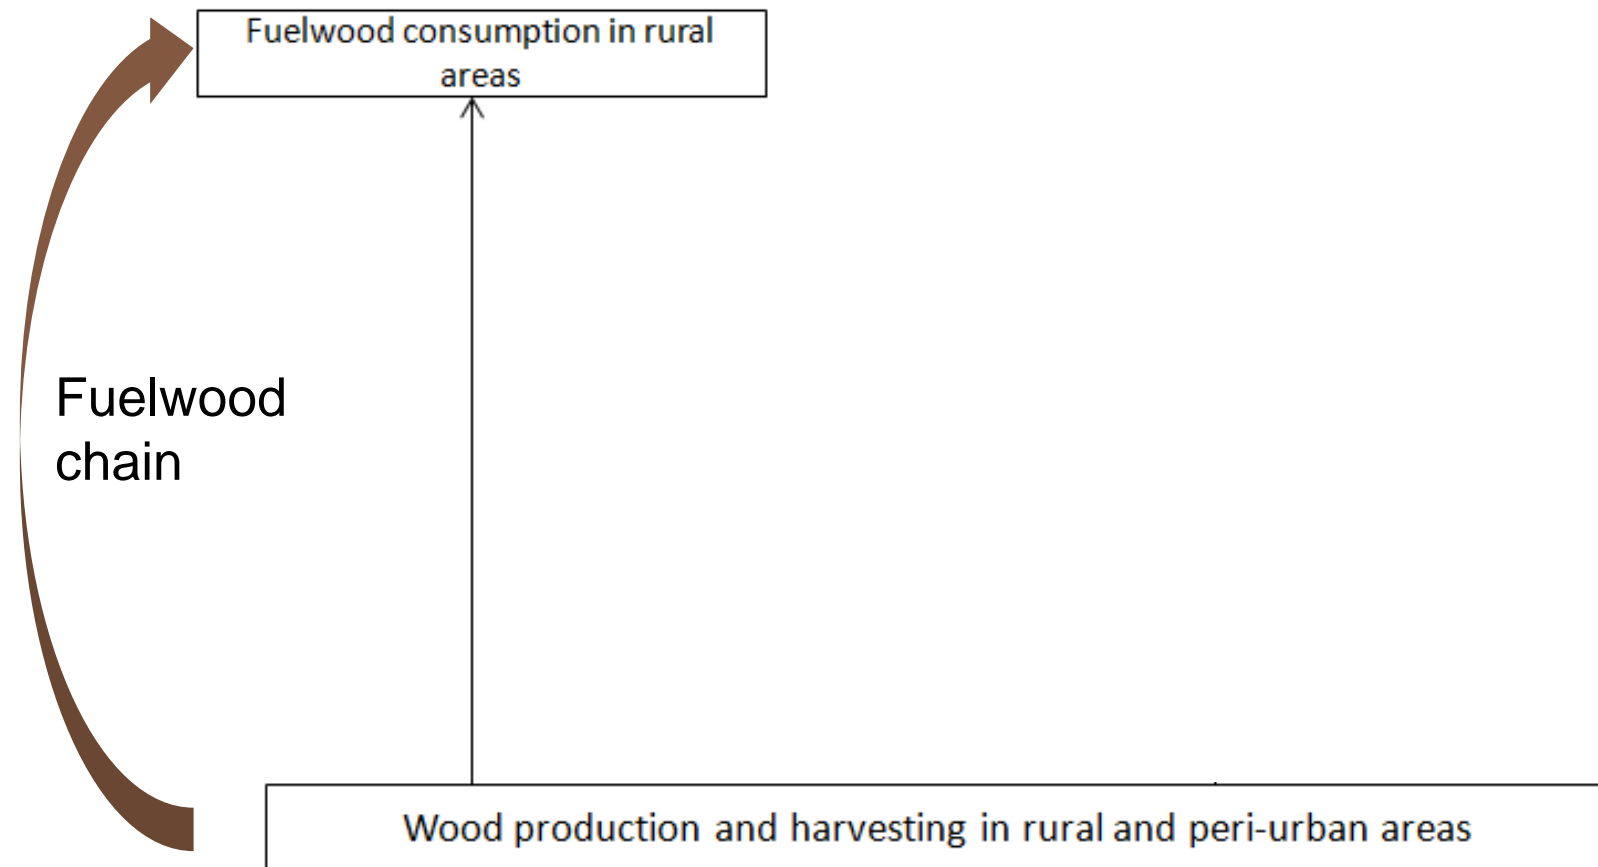 Fuelwood consumption in rural
areas
Fuelwood
chain
Wood production and harvesting in rural and peri-urban areas